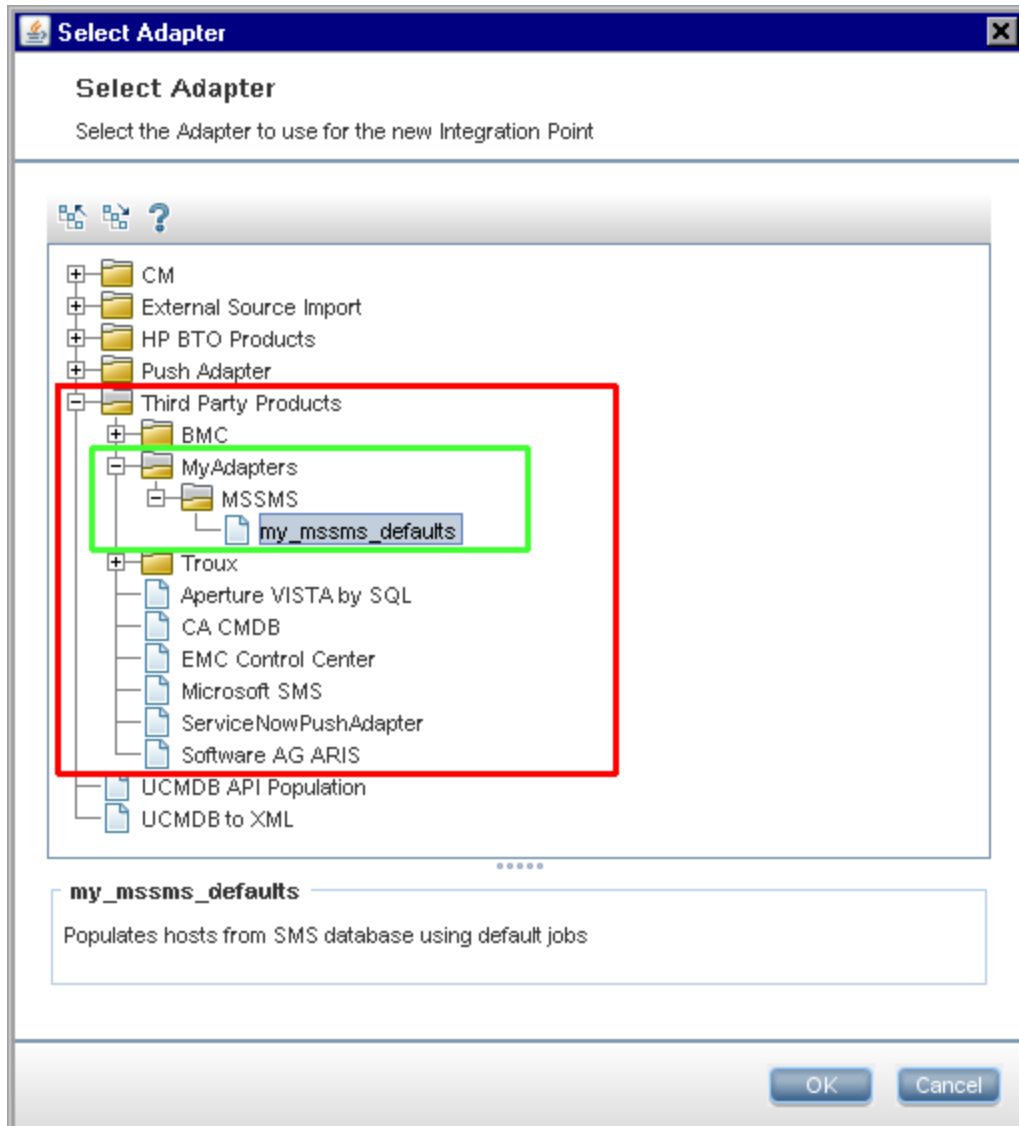 Select Adapter
Select Adapter
Select the Adapter to use for the new Integration Point
CM
External Source Import
HP BTO Products
Push Adapter
Third Party Products
BMC
MyAdapters
MSSMS
my_mssms_defaults
Troux
Aperture VISTA by SQL
CA CMDB
EMC Control Center
Microsoft SMS
ServiceNowPushAdapter
Software AG ARIS
UCMDB API Population
UCMDB to XML
my_mssms_defaults
Populates hosts from SMS database using default jobs
OK Cancel